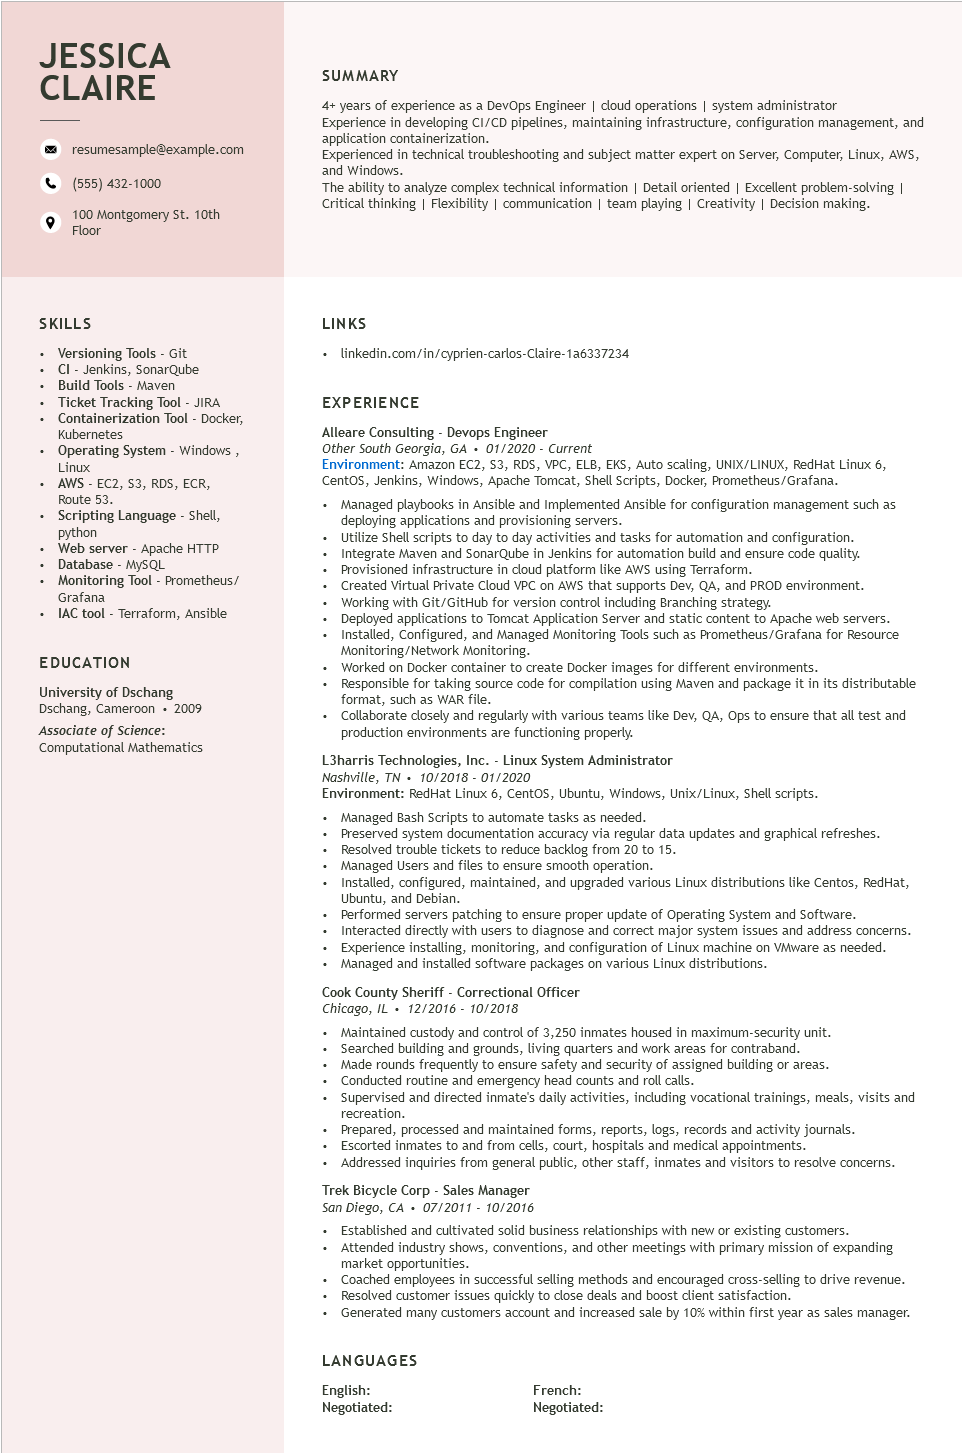 JESSICA
CLAIRE
resumesample@example.com
(555) 432-1000
100 Montgomery St. 10th
Floor
SUMMARY
4+ years of experience as a DevOps Engineer | cloud operations | system administrator
Experience in developing CI/CD pipelines, maintaining infrastructure, configuration management, and
application containerization.
Experienced in technical troubleshooting and subject matter expert on Server, Computer, Linux, AWS,
and Windows.
The ability to analyze complex technical information | Detail oriented | Excellent problem-solving |
Critical thinking | Flexibility | communication | team playing | Creativity | Decision making.
SKILLS
• Versioning Tools - Git
• CI - Jenkins, SonarQube
• Build Tools - Maven
• Ticket Tracking Tool - JIRA
• Containerization Tool - Docker,
Kubernetes
• Operating System - Windows ,
Linux
• AWS - EC2, S3, RDS, ECR,
Route 53.
• Scripting Language - Shell,
python
• Web server - Apache HTTP
• Database - MySQL
• Monitoring Tool - Prometheus/
Grafana
• IAC tool - Terraform, Ansible
EDUCATION
University of Dschang
Dschang, Cameroon • 2009
Associate of Science:
Computational Mathematics
LINKS
• linkedin.com/in/cyprien-carlos-Claire-1a6337234
EXPERIENCE
Alleare Consulting - Devops Engineer
Other South Georgia, GA • 01/2020 - Current
Environment: Amazon EC2, S3, RDS, VPC, ELB, EKS, Auto scaling, UNIX/LINUX, RedHat Linux 6,
CentOS, Jenkins, Windows, Apache Tomcat, Shell Scripts, Docker, Prometheus/Grafana.
• Managed playbooks in Ansible and Implemented Ansible for configuration management such as
deploying applications and provisioning servers.
• Utilize Shell scripts to day to day activities and tasks for automation and configuration.
• Integrate Maven and SonarQube in Jenkins for automation build and ensure code quality.
• Provisioned infrastructure in cloud platform like AWS using Terraform.
• Created Virtual Private Cloud VPC on AWS that supports Dev, QA, and PROD environment.
• Working with Git/GitHub for version control including Branching strategy.
• Deployed applications to Tomcat Application Server and static content to Apache web servers.
• Installed, Configured, and Managed Monitoring Tools such as Prometheus/Grafana for Resource
Monitoring/Network Monitoring.
• Worked on Docker container to create Docker images for different environments.
• Responsible for taking source code for compilation using Maven and package it in its distributable
format, such as WAR file.
• Collaborate closely and regularly with various teams like Dev, QA, Ops to ensure that all test and
production environments are functioning properly.
L3harris Technologies, Inc. - Linux System Administrator
Nashville, TN • 10/2018 - 01/2020
Environment: RedHat Linux 6, CentOS, Ubuntu, Windows, Unix/Linux, Shell scripts.
• Managed Bash Scripts to automate tasks as needed.
• Preserved system documentation accuracy via regular data updates and graphical refreshes.
• Resolved trouble tickets to reduce backlog from 20 to 15.
• Managed Users and files to ensure smooth operation.
• Installed, configured, maintained, and upgraded various Linux distributions like Centos, RedHat,
Ubuntu, and Debian.
• Performed servers patching to ensure proper update of Operating System and Software.
• Interacted directly with users to diagnose and correct major system issues and address concerns.
• Experience installing, monitoring, and configuration of Linux machine on VMware as needed.
• Managed and installed software packages on various Linux distributions.
Cook County Sheriff - Correctional Officer
Chicago, IL • 12/2016 - 10/2018
• Maintained custody and control of 3,250 inmates housed in maximum-security unit.
• Searched building and grounds, living quarters and work areas for contraband.
• Made rounds frequently to ensure safety and security of assigned building or areas.
• Conducted routine and emergency head counts and roll calls.
• Supervised and directed inmate's daily activities, including vocational trainings, meals, visits and
recreation.
• Prepared, processed and maintained forms, reports, logs, records and activity journals.
• Escorted inmates to and from cells, court, hospitals and medical appointments.
• Addressed inquiries from general public, other staff, inmates and visitors to resolve concerns.
Trek Bicycle Corp - Sales Manager
San Diego, CA • 07/2011 - 10/2016
• Established and cultivated solid business relationships with new or existing customers.
• Attended industry shows, conventions, and other meetings with primary mission of expanding
market opportunities.
• Coached employees in successful selling methods and encouraged cross-selling to drive revenue.
• Resolved customer issues quickly to close deals and boost client satisfaction.
• Generated many customers account and increased sale by 10% within first year as sales manager.
LANGUAGES
English:
Negotiated:
French:
Negotiated: